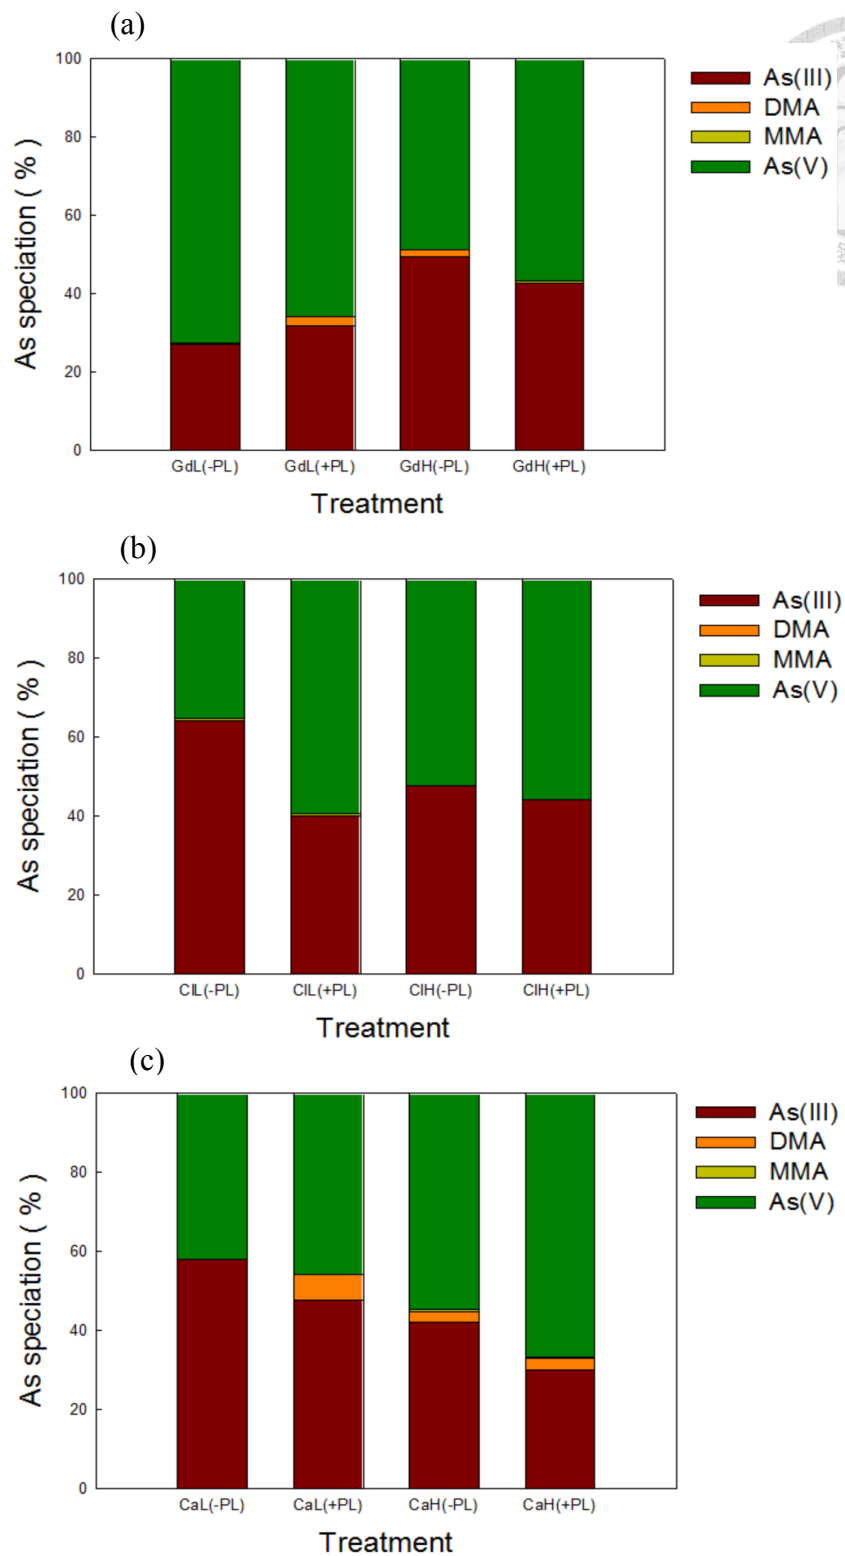 (a)
100
80
60
40
20
0
As speciation ( % )
GdL(-PL) GdL(+PL) GdH(-PL) GdH(+PL)
Treatment
As(III)
DMA
MMA
As(V)
(b)
100
80
60
40
20
0
As speciation ( % )
ClL(-PL) ClL(+PL) ClH(-PL) ClH(+PL)
Treatment
As(III)
DMA
MMA
As(V)
(c)
100
80
60
40
20
0
As speciation ( % )
CaL(-PL) CaL(+PL) CaH(-PL) CaH(+PL)
Treatment
As(III)
DMA
MMA
As(V)